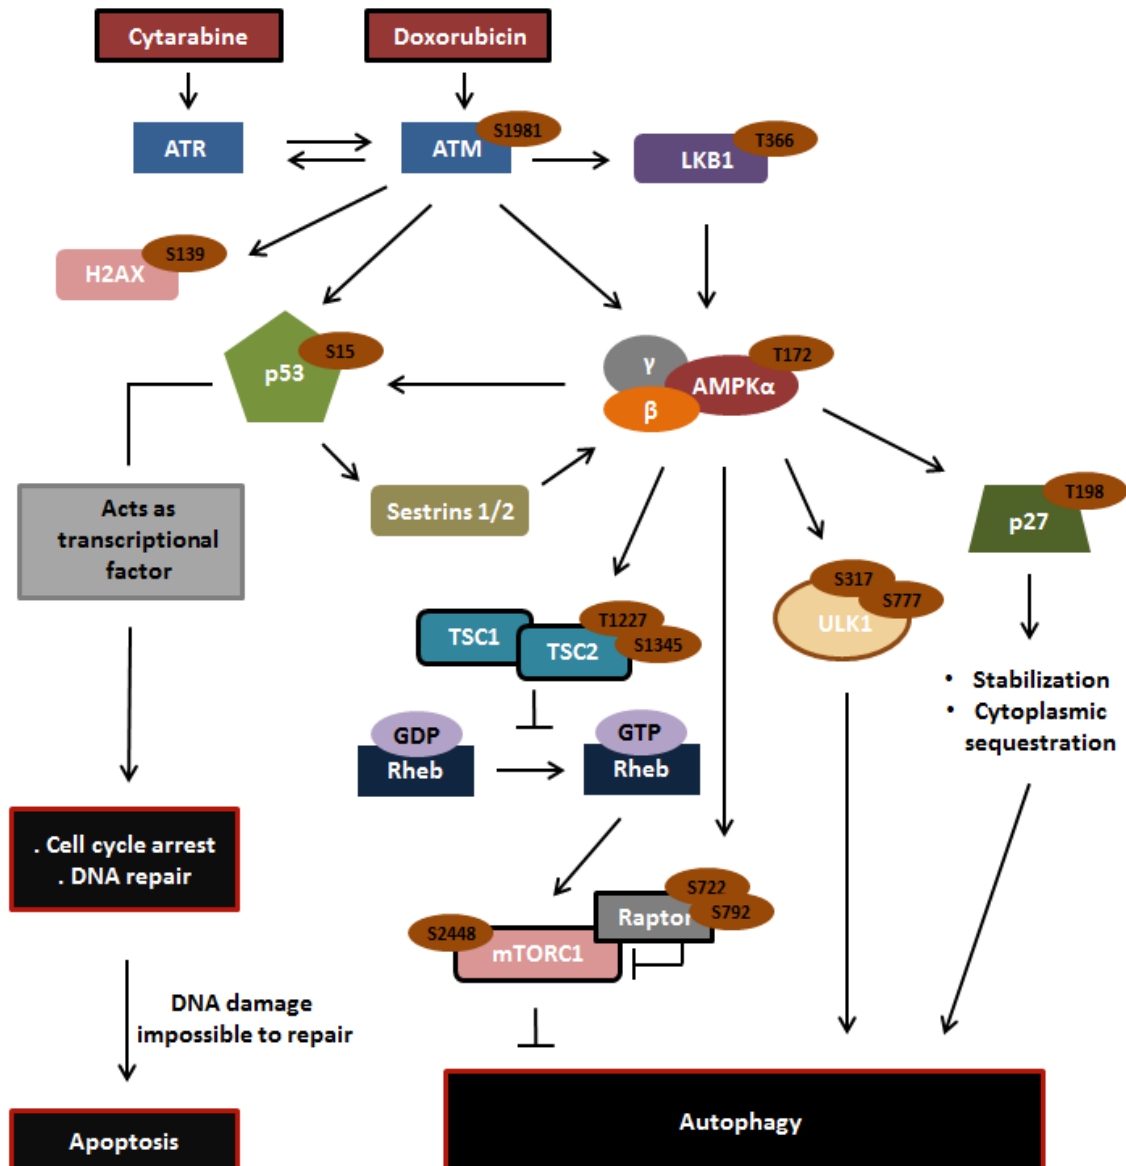 Cytarabine
Doxorubicin
ATR
ATM
S1981
LKB1
T366
H2AX
S139
p53
S15
γ
β
AMPKα
T172
Acts as
transcriptional
factor
Sestrins 1/2
p27
T198
TSC1
TSC2
T1227
S1345
ULK1
S317
S777
• Stabilization
• Cytoplasmic
sequestration
GDP
Rheb
GTP
Rheb
. Cell cycle arrest
. DNA repair
S2448
mTORC1
Raptor
S722
S792
DNA damage
impossible to repair
Apoptosis
Autophagy